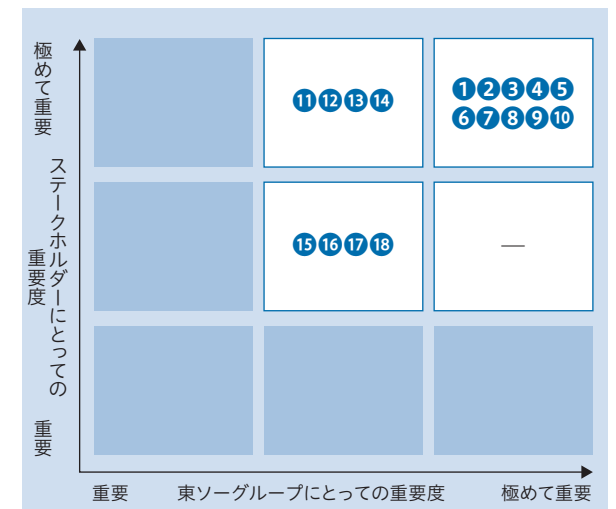 極めて重要
ステークホルダーにとっての
重要度
重要
⓫⓬⓭⓮
❶❷❸❹❺
❻❼❽❾❿
⓯⓰⓱⓲
—
重要 東ソーグループにとっての重要度 極めて重要